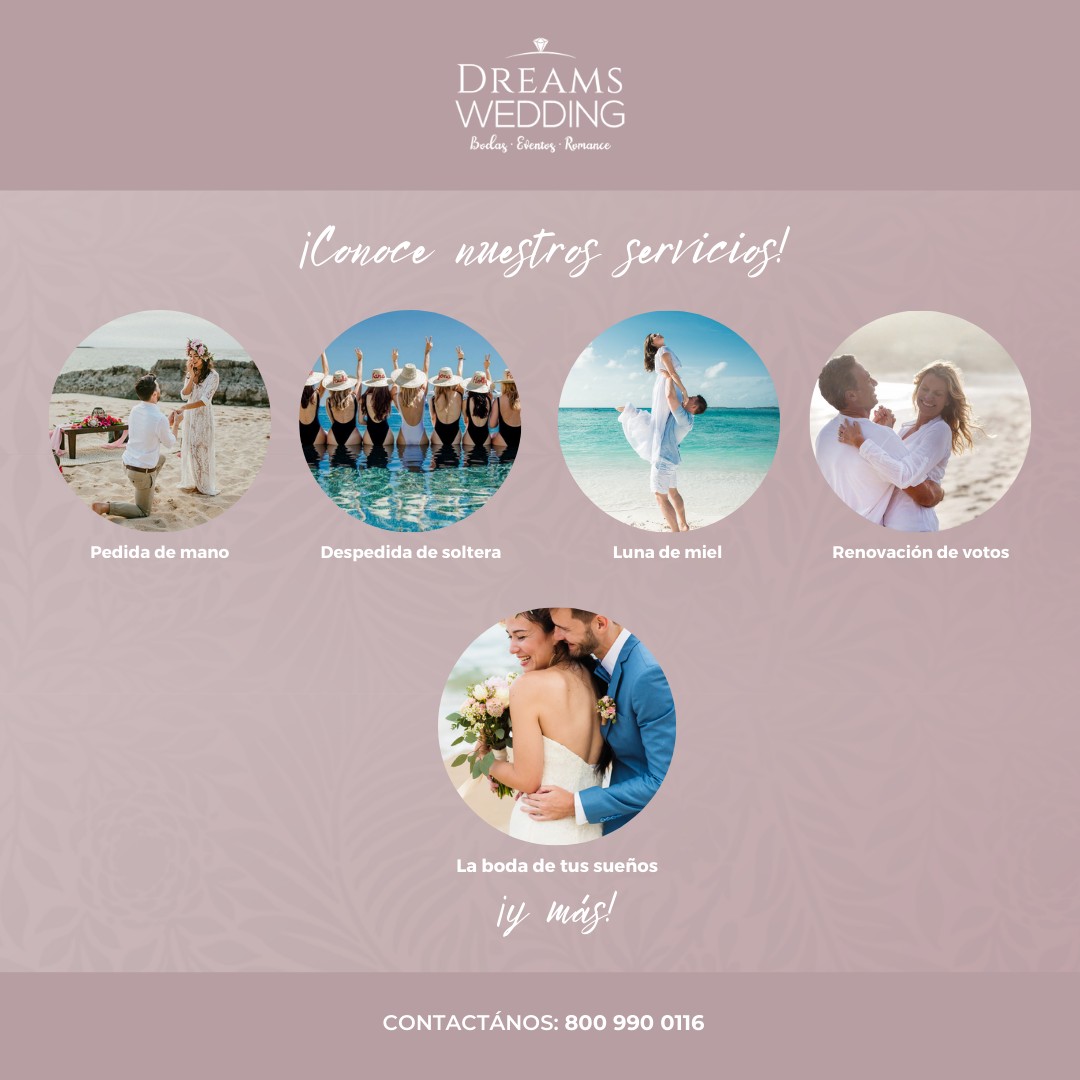 DREAMS
WEDDING
Bodas · Eventos · Romance
¡Conoce nuestros servicios!
Pedida de mano
Despedida de soltera
Luna de miel
Renovación de votos
La boda de tus sueños
¡y más!
CONTACTÁNOS: 800 990 0116